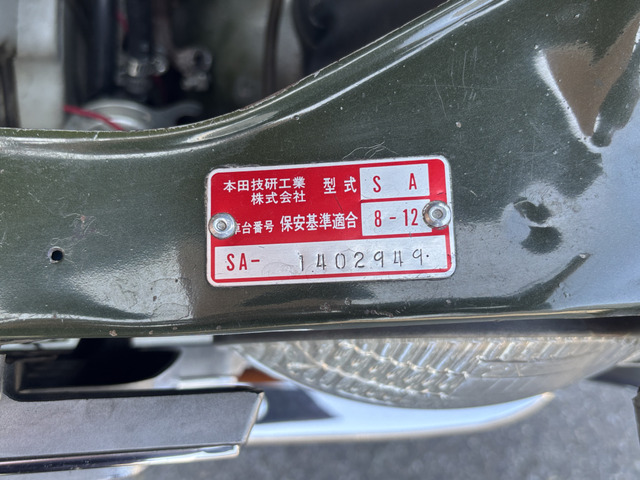 本田技研工業株式会社 型式 S A
車台番号 保安基準適合 8-12
SA- 1402949.